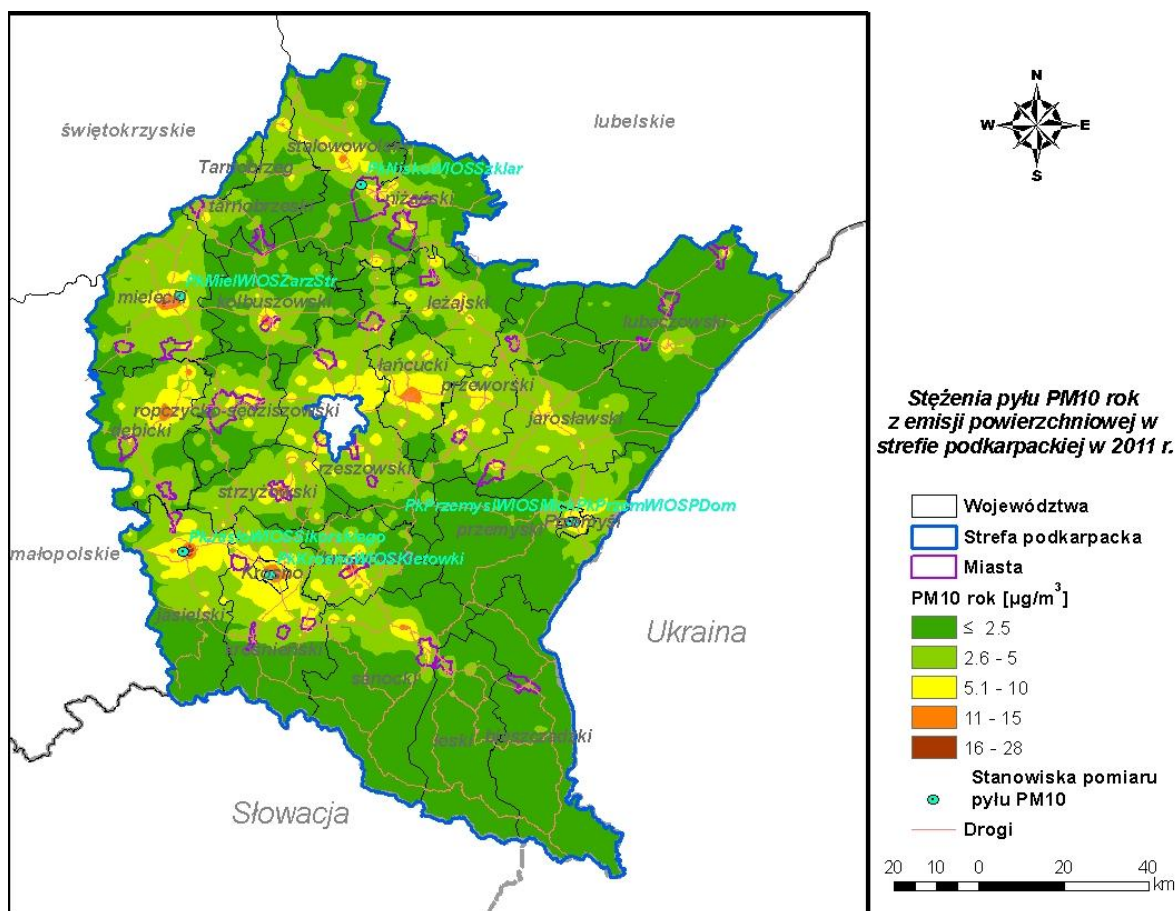 świętokrzyskie
lubelskie
stalowowolski
Tarnobrzeg
PkNiskoWIOSSzklar
niżański
tarnobrzeski
PkMielWIOSZarzStr
mielecki
kolbuszowski
leżajski
lubaczowski
łańcucki
przeworski
ropczycko-sędziszowski
jarosławski
dębicki
rzeszowski
strzyżowski
przemyski
Przemyśl
małopolskie
PkKrosnoWIOSKletowki
Krosno
jasielski
krośnieński
Ukraina
sanocki
leski
bieszczadzki
Słowacja
N
W
E
S
Stężenia pyłu PM10 rok
z emisji powierzchniowej w
strefie podkarpackiej w 2011 r.
Województwa
Strefa podkarpacka
Miasta
PM10 rok [µg/m³]
≤ 2.5
2.6 - 5
5.1 - 10
11 - 15
16 - 28
Stanowiska pomiaru
pyłu PM10
Drogi
20 10 0 20 40
km